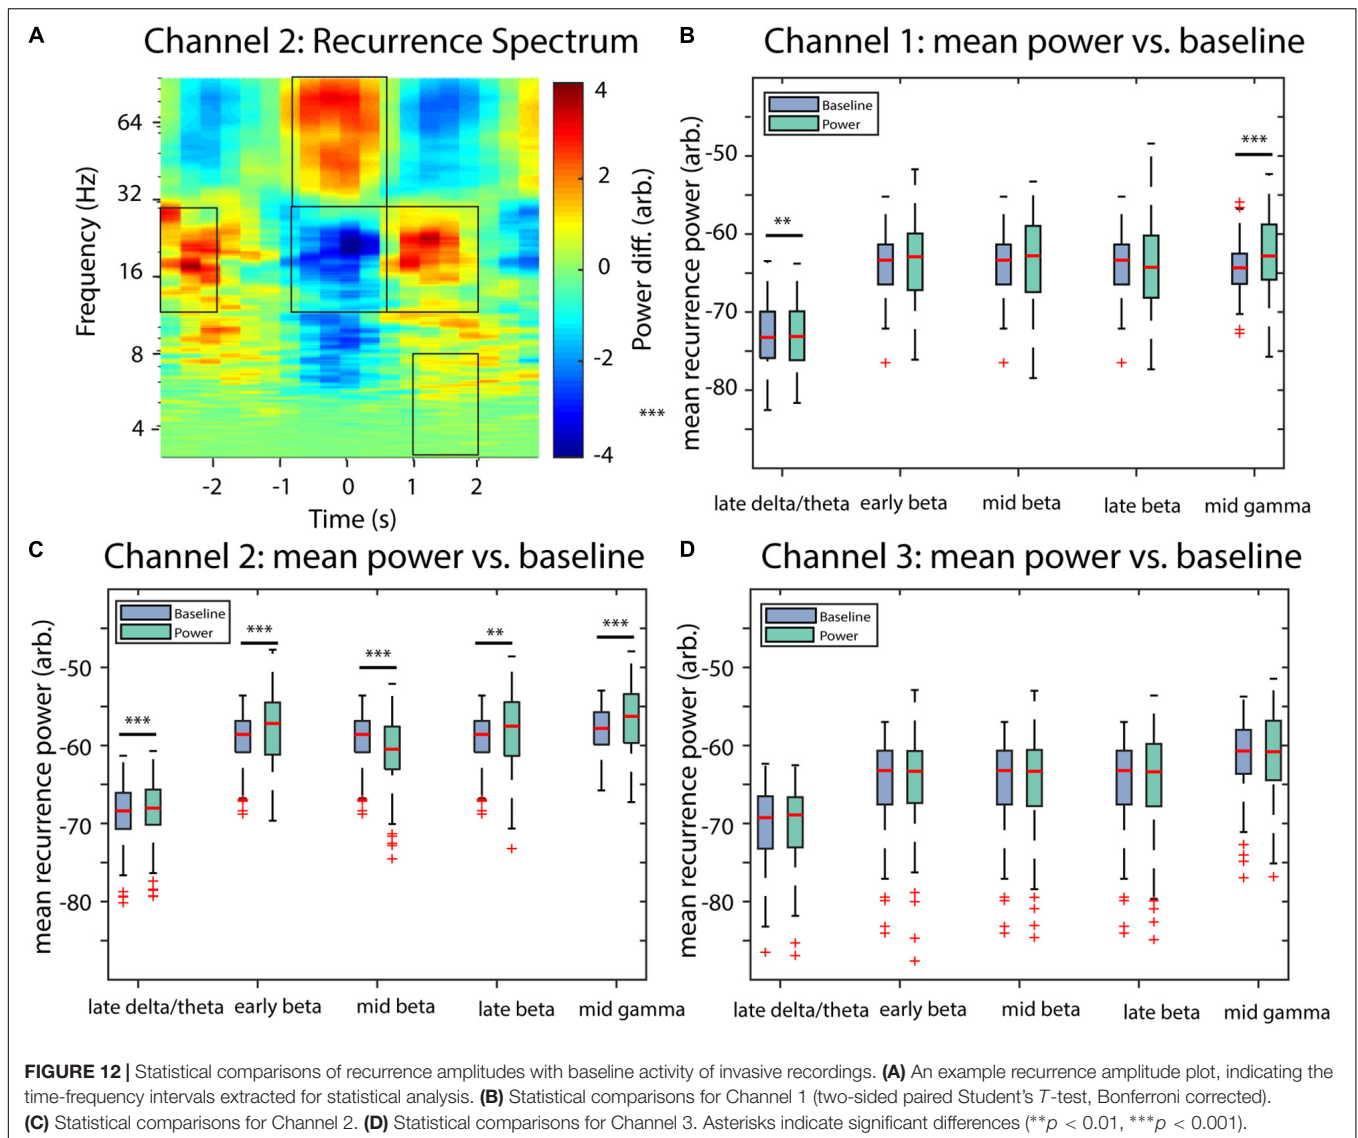 A
Channel 2: Recurrence Spectrum
Frequency (Hz)
64
32
16
8
4
-2
-1
0
1
2
Time (s)
4
2
0
-2
-4
Power diff. (arb.)
***
B
Channel 1: mean power vs. baseline
mean recurrence power (arb.)
-50
-60
-70
-80
Baseline
Power
**
***
late delta/theta
early beta
mid beta
late beta
mid gamma
C
Channel 2: mean power vs. baseline
mean recurrence power (arb.)
-50
-60
-70
-80
Baseline
Power
***
***
***
**
***
late delta/theta
early beta
mid beta
late beta
mid gamma
D
Channel 3: mean power vs. baseline
mean recurrence power (arb.)
-50
-60
-70
-80
Baseline
Power
late delta/theta
early beta
mid beta
late beta
mid gamma
FIGURE 12 | Statistical comparisons of recurrence amplitudes with baseline activity of invasive recordings. (A) An example recurrence amplitude plot, indicating the
time-frequency intervals extracted for statistical analysis. (B) Statistical comparisons for Channel 1 (two-sided paired Student's T-test, Bonferroni corrected).
(C) Statistical comparisons for Channel 2. (D) Statistical comparisons for Channel 3. Asterisks indicate significant differences (**p < 0.01, ***p < 0.001).